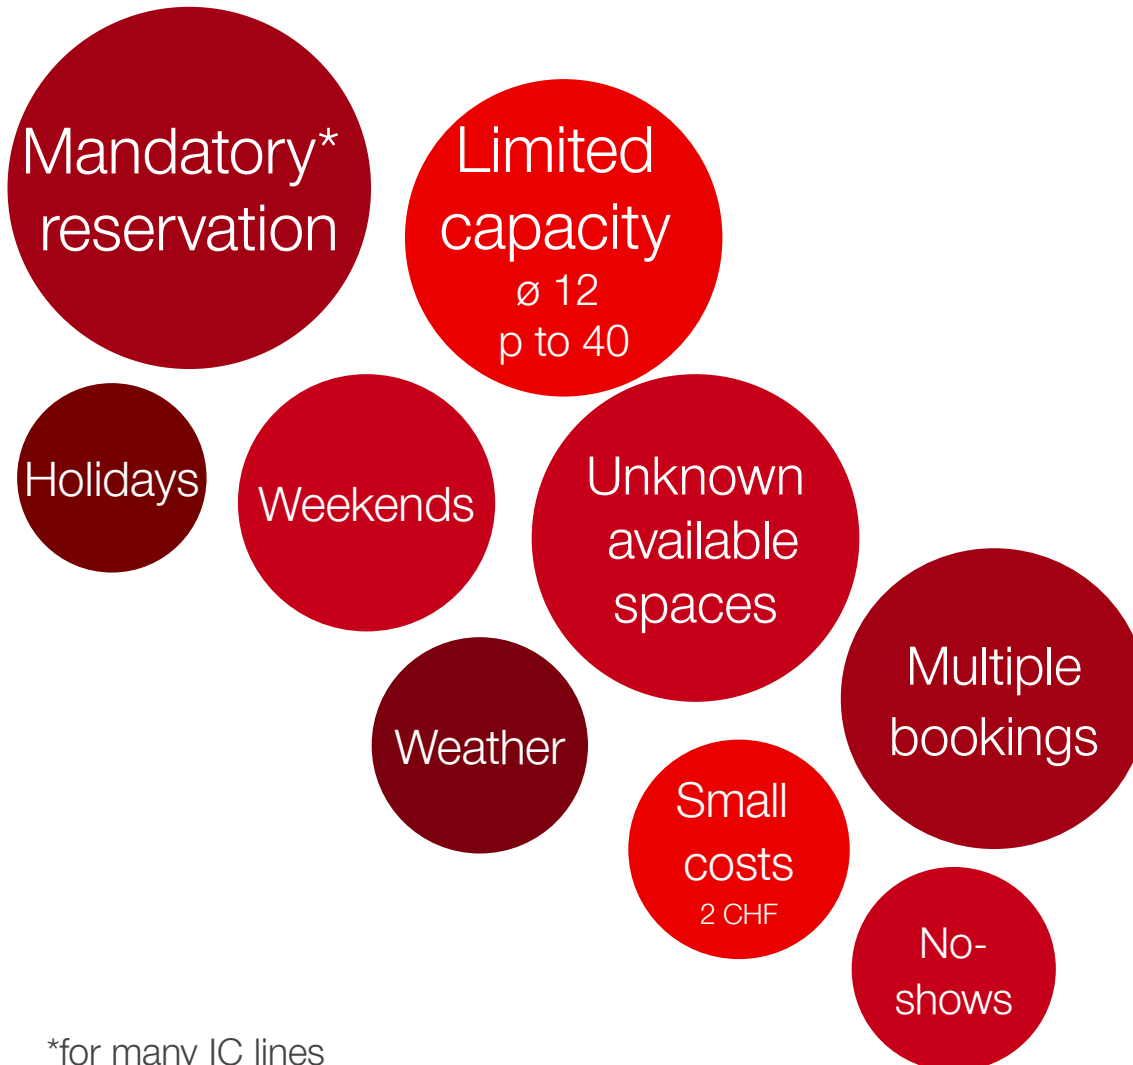 Mandatory*
reservation
Limited
capacity
ø 12
p to 40
Holidays
Weekends
Unknown
available
spaces
Multiple
bookings
Weather
Small
costs
2 CHF
No-
shows
*for many IC lines